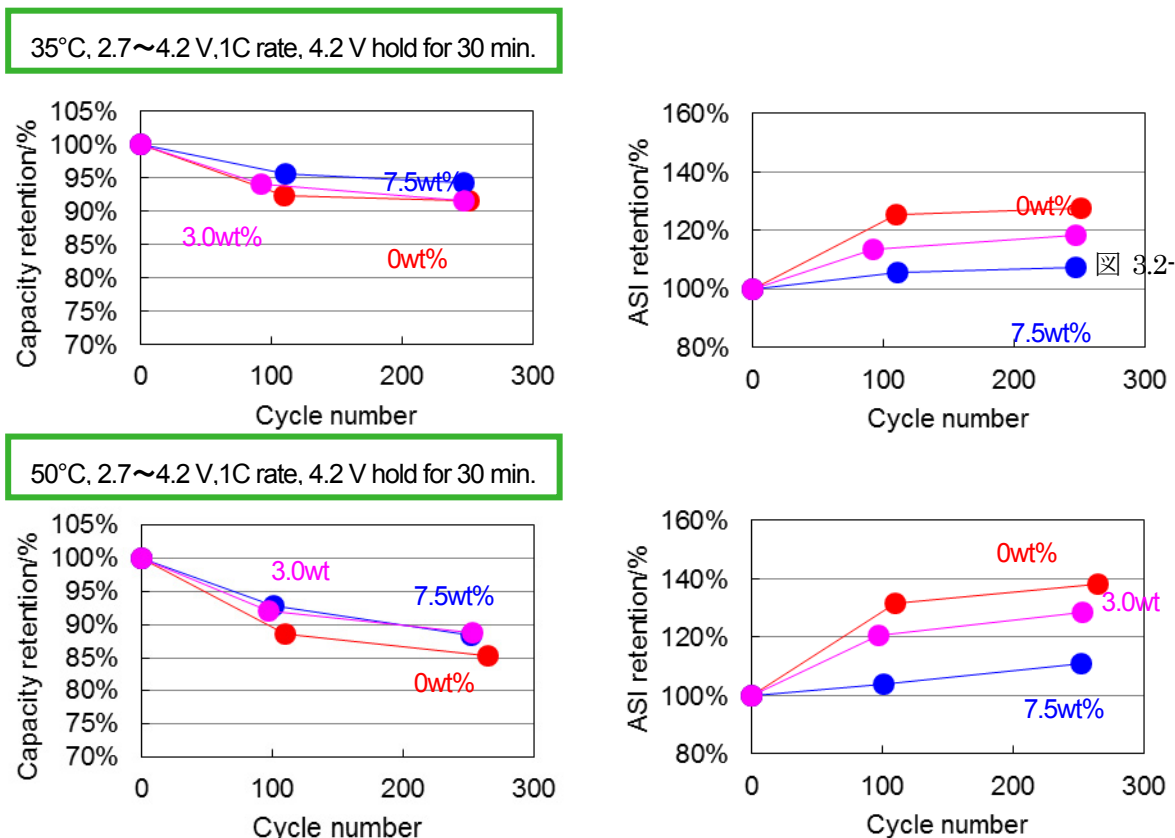 35°C, 2.7～4.2 V,1C rate, 4.2 V hold for 30 min.
Capacity retention/%
105%
100%
95%
90%
85%
80%
75%
70%
7.5wt%
3.0wt%
0wt%
0 100 200 300
Cycle number
ASI retention/%
160%
140%
120%
100%
80%
0wt%
図 3.2-
7.5wt%
0 100 200 300
Cycle number
50°C, 2.7～4.2 V,1C rate, 4.2 V hold for 30 min.
Capacity retention/%
105%
100%
95%
90%
85%
80%
75%
70%
3.0wt
7.5wt%
0wt%
0 100 200 300
Cycle number
ASI retention/%
160%
140%
120%
100%
80%
0wt%
3.0wt
7.5wt%
0 100 200 300
Cycle number